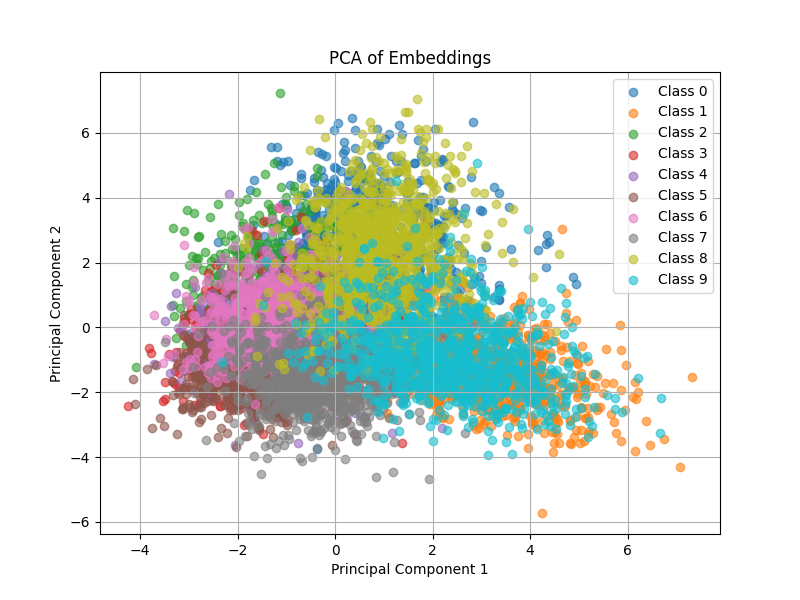 PCA of Embeddings
Class 0
Class 1
Class 2
Class 3
Class 4
Class 5
Class 6
Class 7
Class 8
Class 9
6
4
2
0
−2
−4
−6
Principal Component 2
−4 −2 0 2 4 6
Principal Component 1